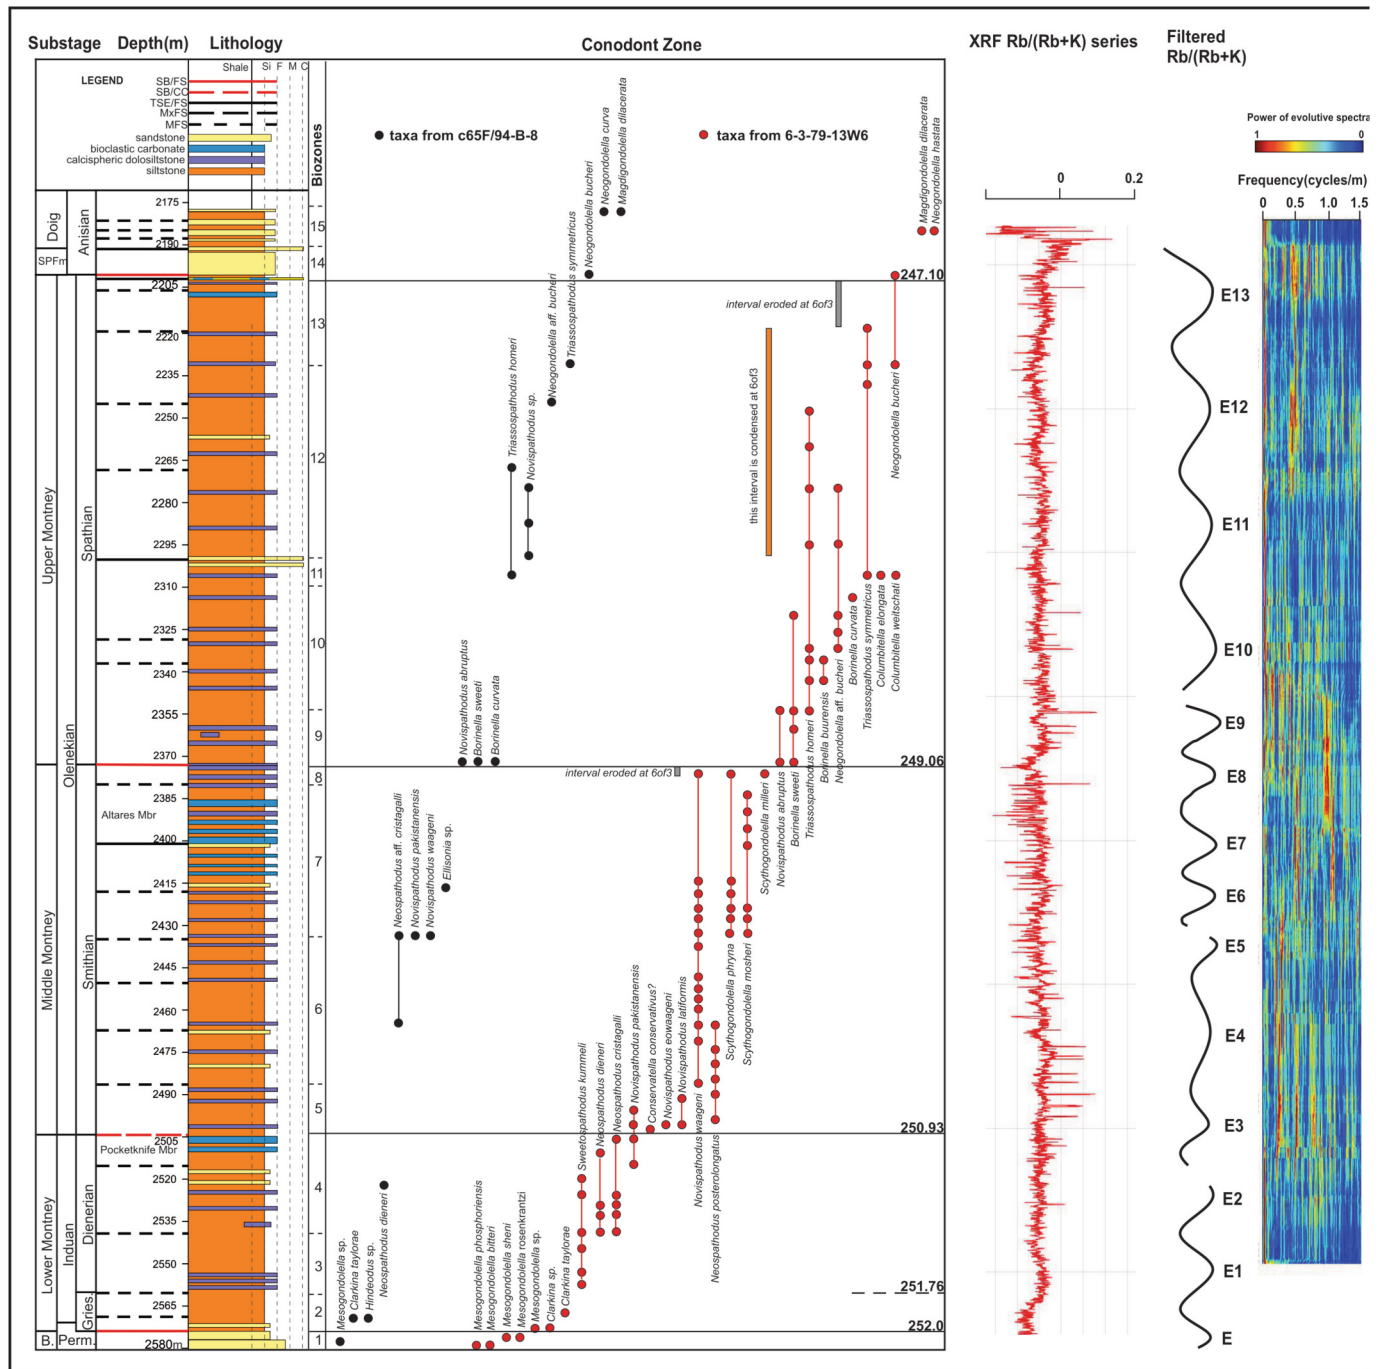 Substage Depth(m) Lithology Conodont Zone XRF Rb/(Rb+K) series Filtered
Rb/(Rb+K)
Shale Si F M C
LEGEND
SB/FS
SB/CC
TSE/FS
MxFS
MFS
sandstone
bioclastic carbonate
calcispheric dolosiltstone
siltstone
Biozones
taxa from c65F/94-B-8
taxa from 6-3-79-13W6
Power of evolutive spectra
1 0
Frequency(cycles/m)
0 0.5 1.0 1.5
0 0.2
Doig
SPFm
Anisian
Upper Montney
Middle Montney
Lower Montney
Olenekian
Induan
Spathian
Smithian
Dienerian
Gries.
B. Perm.
Altares Mbr
Pocketknife Mbr
2175
2190
2205
2220
2235
2250
2265
2280
2295
2310
2325
2340
2355
2370
2385
2400
2415
2430
2445
2460
2475
2490
2505
2520
2535
2550
2565
2580m
15
14
13
12
11
10
9
8
7
6
5
4
3
2
1
Mesogondolella sp.
Clarkina taylorae
Hindeodus sp.
Neospathodus dieneri
Neospathodus aff. cristagalli
Novispathodus pakistanensis
Novispathodus waageni
Ellisonia sp.
Novispathodus abruptus
Borinella sweeti
Borinella curvata
Triassospathodus homeri
Novispathodus sp.
Neogondolella aff. bucheri
Triassospathodus symmetricus
Neogondolella bucheri
Neogondolella curva
Magdigondolella dilacerata
Mesogondolella phosphoriensis
Mesogondolella bitteri
Mesogondolella sheni
Mesogondolella rosenkrantzi
Mesogondolella sp.
Clarkina sp.
Clarkina taylorae
Sweetospathodus kummeli
Neospathodus dieneri
Neospathodus cristagalli
Novispathodus pakistanensis
Conservatella conservativus?
Novispathodus eowaageni
Novispathodus latiformis
Novispathodus waageni
Neospathodus posterolongatus
Scythogondolella phryna
Scythogondolella mosheri
Scythogondolella milleri
Novispathodus abruptus
Borinella sweeti
Triassospathodus homeri
Borinella buurensis
Neogondolella aff. bucheri
Borinella curvata
Triassospathodus symmetricus
Columbitella elongata
Columbitella weitschati
Neogondolella bucheri
Magdigondolella dilacerata
Neogondolella hastata
interval eroded at 6of3
this interval is condensed at 6of3
interval eroded at 6of3
247.10
249.06
250.93
251.76
252.0
E13
E12
E11
E10
E9
E8
E7
E6
E5
E4
E3
E2
E1
E